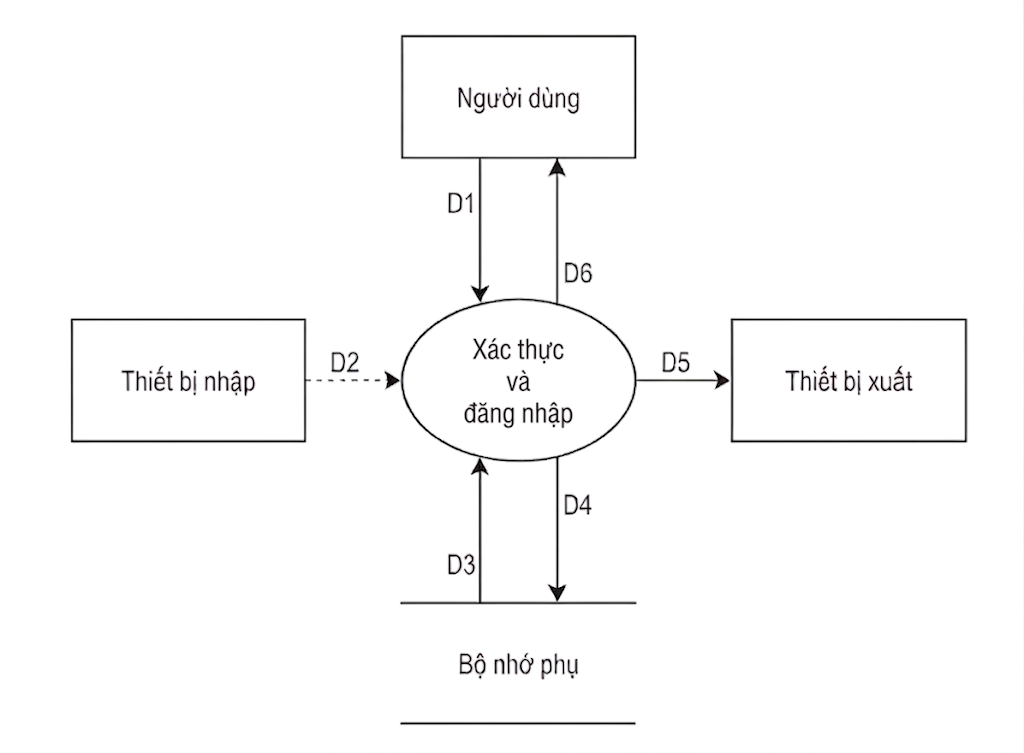 Người dùng
D1
D6
Thiết bị nhập
D2
Xác thực
và
đăng nhập
D5
Thiết bị xuất
D4
D3
Bộ nhớ phụ